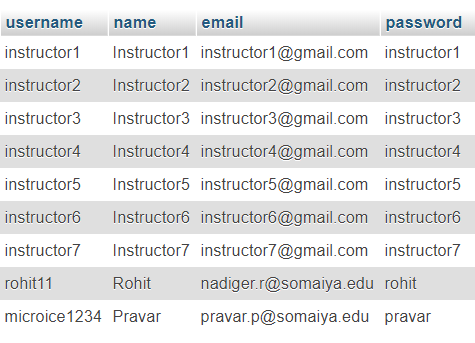 username name email password
instructor1 Instructor1 instructor1@gmail.com instructor1
instructor2 Instructor2 instructor2@gmail.com instructor2
instructor3 Instructor3 instructor3@gmail.com instructor3
instructor4 Instructor4 instructor4@gmail.com instructor4
instructor5 Instructor5 instructor5@gmail.com instructor5
instructor6 Instructor6 instructor6@gmail.com instructor6
instructor7 Instructor7 instructor7@gmail.com instructor7
rohit11 Rohit nadiger.r@somaiya.edu rohit
microice1234 Pravar pravar.p@somaiya.edu pravar